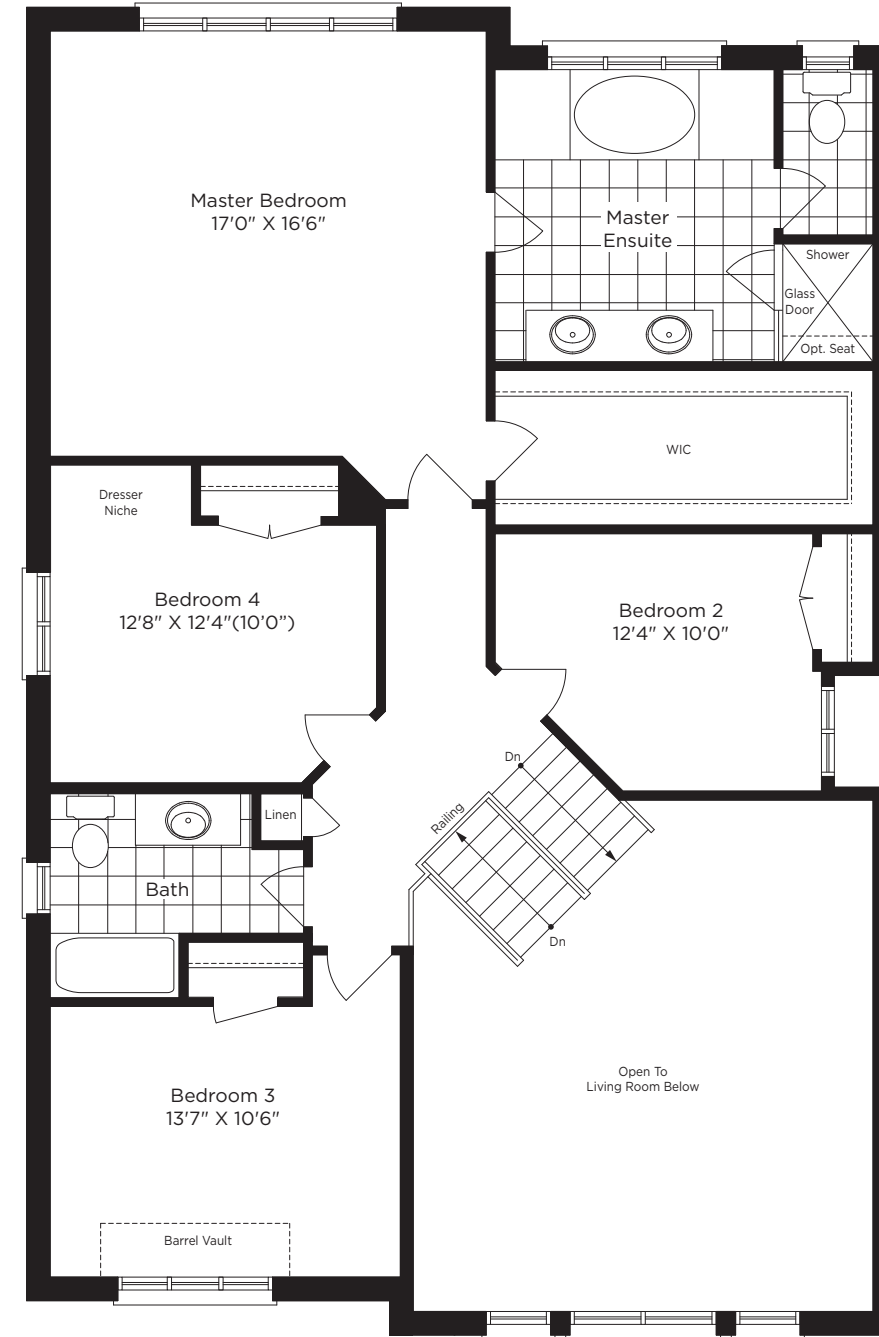 Master Bedroom
17'0" X 16'6"
Master
Ensuite
Shower
Glass
Door
Opt. Seat
WIC
Dresser
Niche
Bedroom 4
12'8" X 12'4"(10'0”)
Bedroom 2
12'4" X 10'0"
Dn
Railing
Linen
Bath
Dn
Open To
Living Room Below
Bedroom 3
13'7" X 10'6"
Barrel Vault